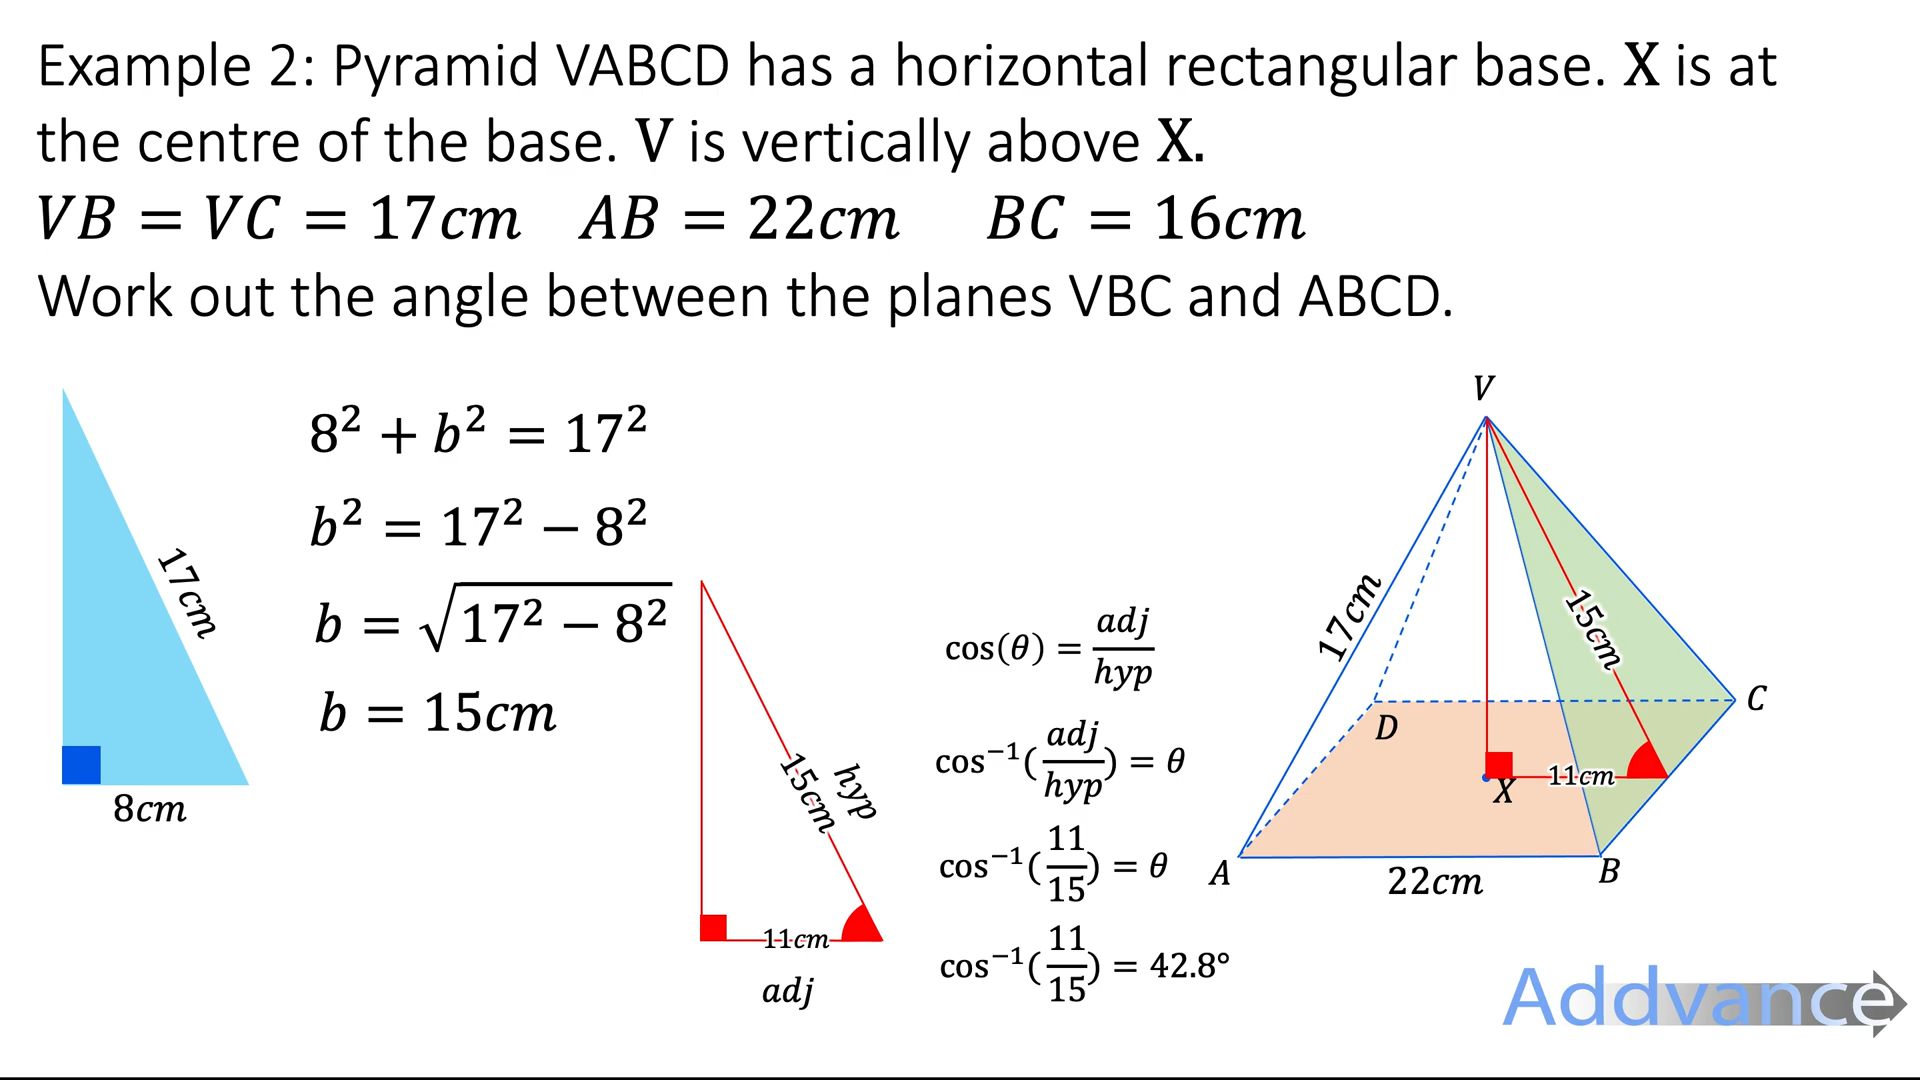 Example 2: Pyramid VABCD has a horizontal rectangular base. X is at
the centre of the base. V is vertically above X.
VB = VC = 17cm AB = 22cm BC = 16cm
Work out the angle between the planes VBC and ABCD.
17cm
8cm
8² + b² = 17²
b² = 17² − 8²
b = √(17² − 8²)
b = 15cm
15cm
hyp
11cm
adj
cos(θ) = adj/hyp
cos⁻¹(adj/hyp) = θ
cos⁻¹(11/15) = θ
cos⁻¹(11/15) = 42.8°
V
17cm
15cm
C
D
11cm
X
A
22cm
B
Addvance